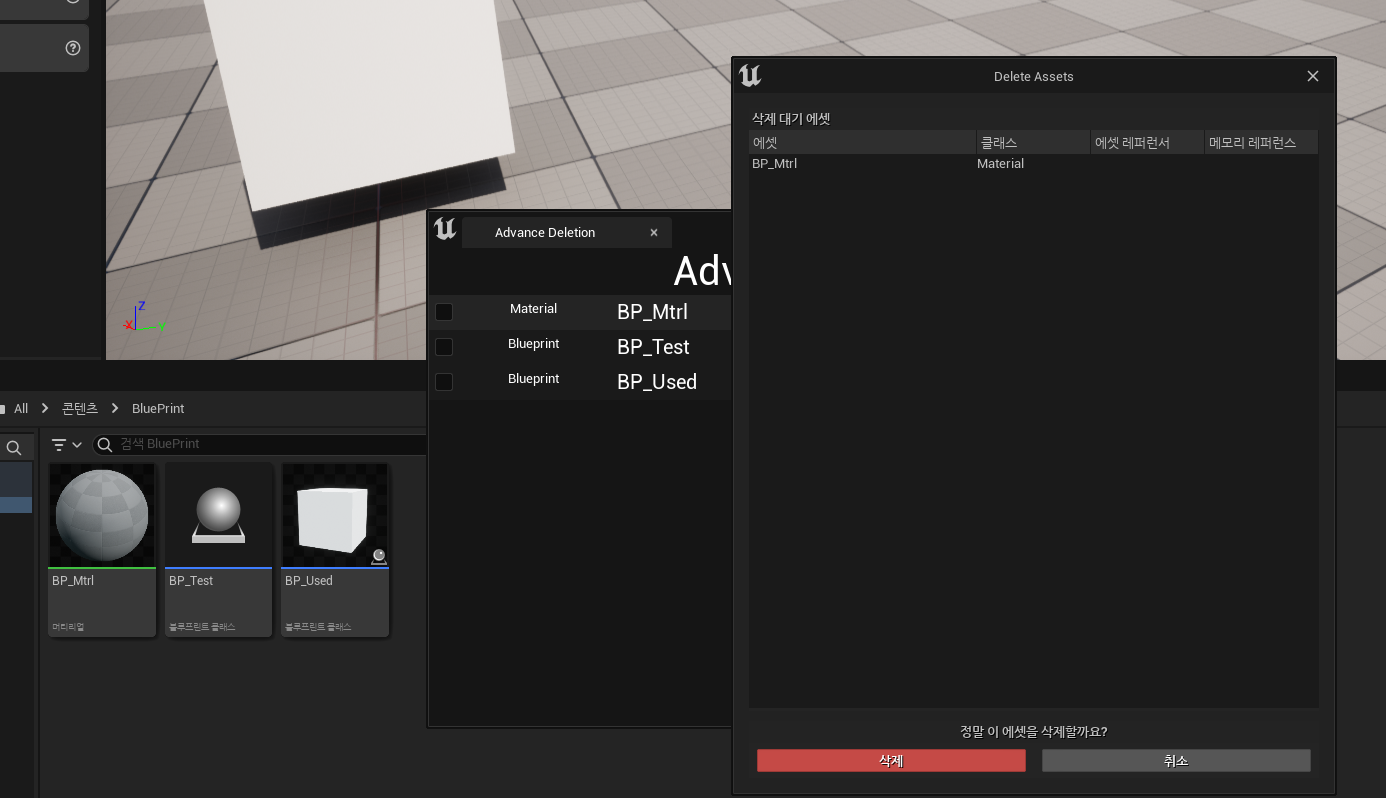 Delete Assets
삭제 대기 에셋
에셋 클래스 에셋 레퍼런서 메모리 레퍼런스
BP_Mtrl Material
정말 이 에셋을 삭제할까요?
삭제 취소
Advance Deletion
Adv
Material BP_Mtrl
Blueprint BP_Test
Blueprint BP_Used
Z
X Y
All 콘텐츠 BluePrint
검색 BluePrint
BP_Mtrl BP_Test BP_Used
머티리얼 블루프린트 클래스 블루프린트 클래스